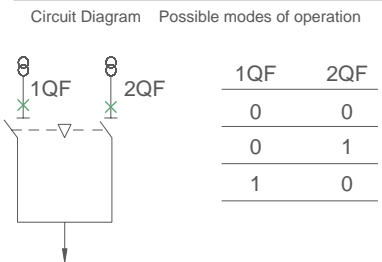 Circuit Diagram Possible modes of operation
1QF 2QF
1QF 2QF
0 0
0 1
1 0